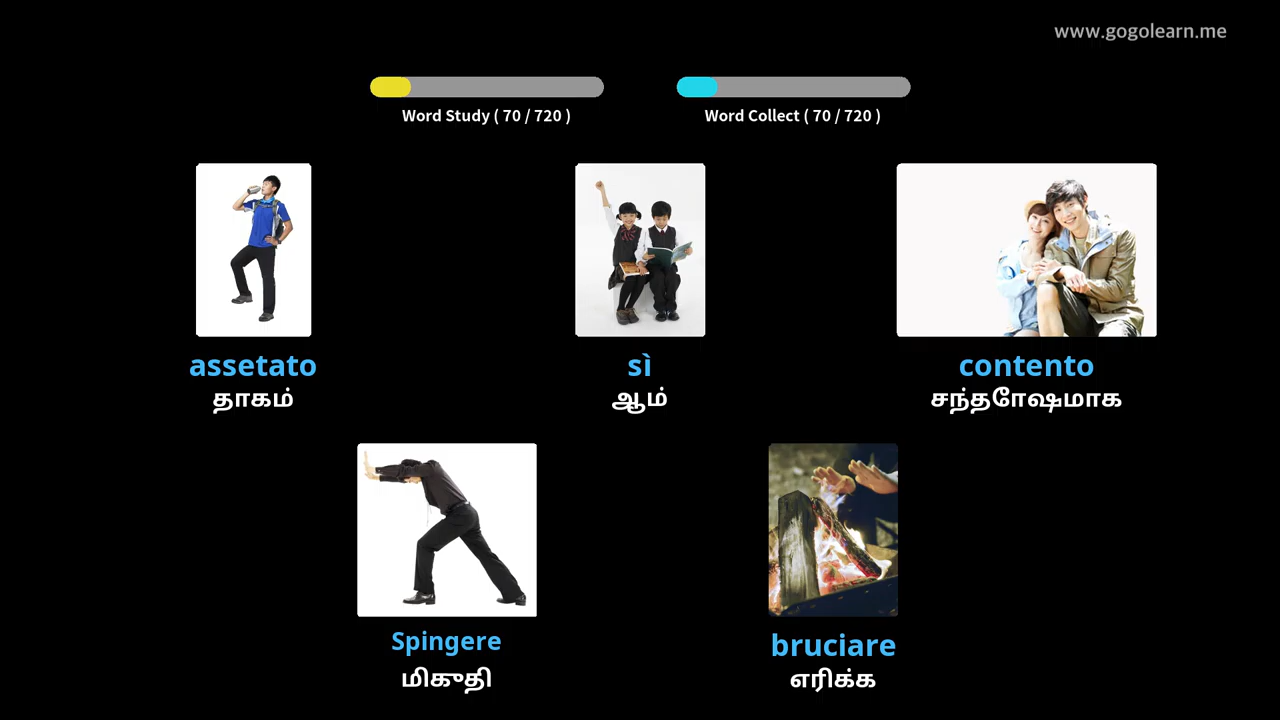 www.gogolearn.me
Word Study ( 70 / 720 )
Word Collect ( 70 / 720 )
assetato
தாகம்
sì
ஆம்
contento
சந்தோஷமாக
Spingere
மிகுதி
bruciare
எரிக்க